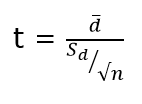 t = d̄ / (S_d / √n)